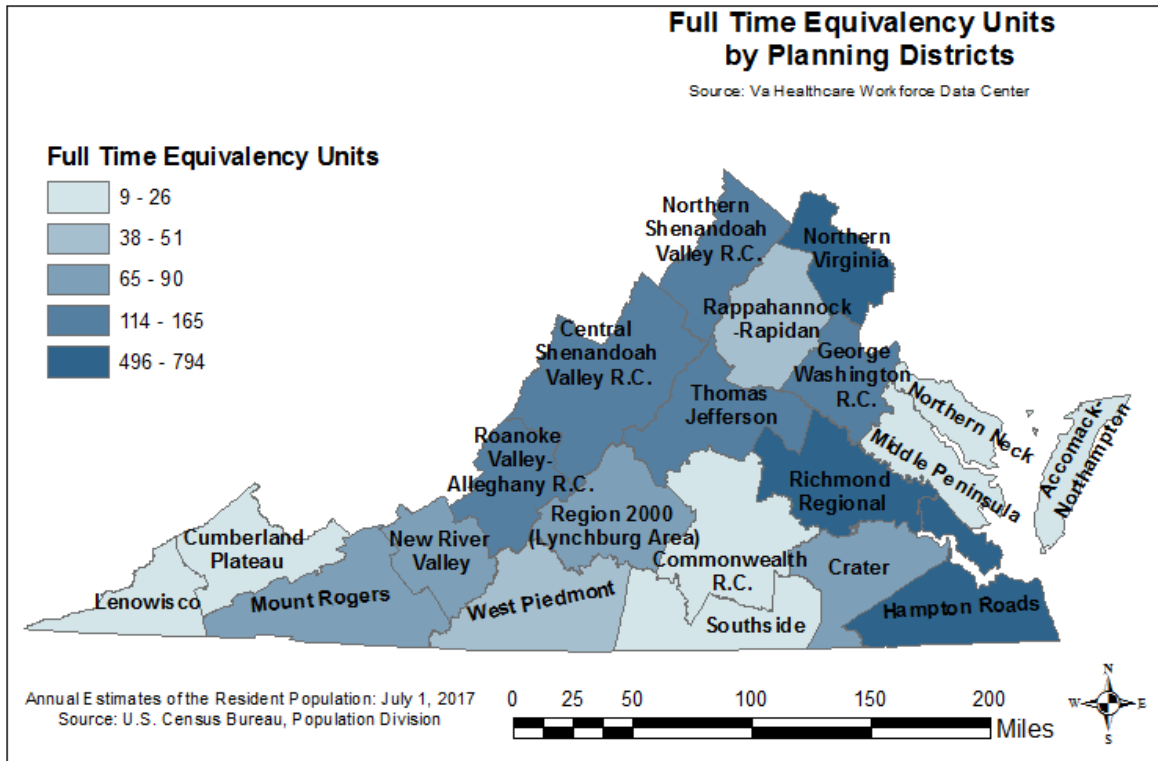 Full Time Equivalency Units
by Planning Districts
Source: Va Healthcare Workforce Data Center
Full Time Equivalency Units
9 - 26
38 - 51
65 - 90
114 - 165
496 - 794
Northern
Shenandoah
Valley R.C.
Northern
Virginia
Rappahannock
-Rapidan
Central
Shenandoah
Valley R.C.
George
Washington
R.C.
Thomas
Jefferson
Northern Neck
Middle Peninsula
Accomack-
Northampton
Roanoke
Valley-
Alleghany R.C.
Richmond
Regional
Region 2000
(Lynchburg Area)
Cumberland
Plateau
New River
Valley
Commonwealth
R.C.
Crater
Lenowisco
Mount Rogers
West Piedmont
Southside
Hampton Roads
Annual Estimates of the Resident Population: July 1, 2017
Source: U.S. Census Bureau, Population Division
0 25 50 100 150 200
Miles
N
W E
S